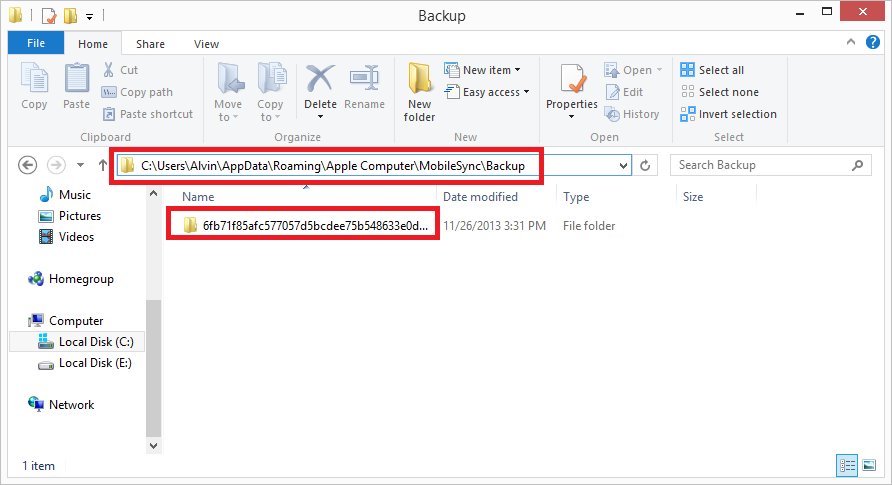 Backup
File Home Share View
Copy
Paste
Cut
Copy path
Paste shortcut
Clipboard
Move to
Copy to
Delete
Rename
Organize
New folder
New item
Easy access
New
Properties
Open
Edit
History
Open
Select all
Select none
Invert selection
Select
C:\Users\Alvin\AppData\Roaming\Apple Computer\MobileSync\Backup
Search Backup
Music
Pictures
Videos
Homegroup
Computer
Local Disk (C:)
Local Disk (E:)
Network
Name Date modified Type Size
6fb71f85afc577057d5bcdee75b548633e0d... 11/26/2013 3:31 PM File folder
1 item